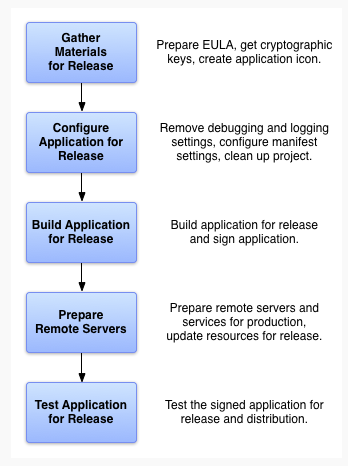 Gather
Materials
for Release
Prepare EULA, get cryptographic
keys, create application icon.
Configure
Application for
Release
Remove debugging and logging
settings, configure manifest
settings, clean up project.
Build Application
for Release
Build application for release
and sign application.
Prepare
Remote Servers
Prepare remote servers and
services for production,
update resources for release.
Test Application
for Release
Test the signed application for
release and distribution.